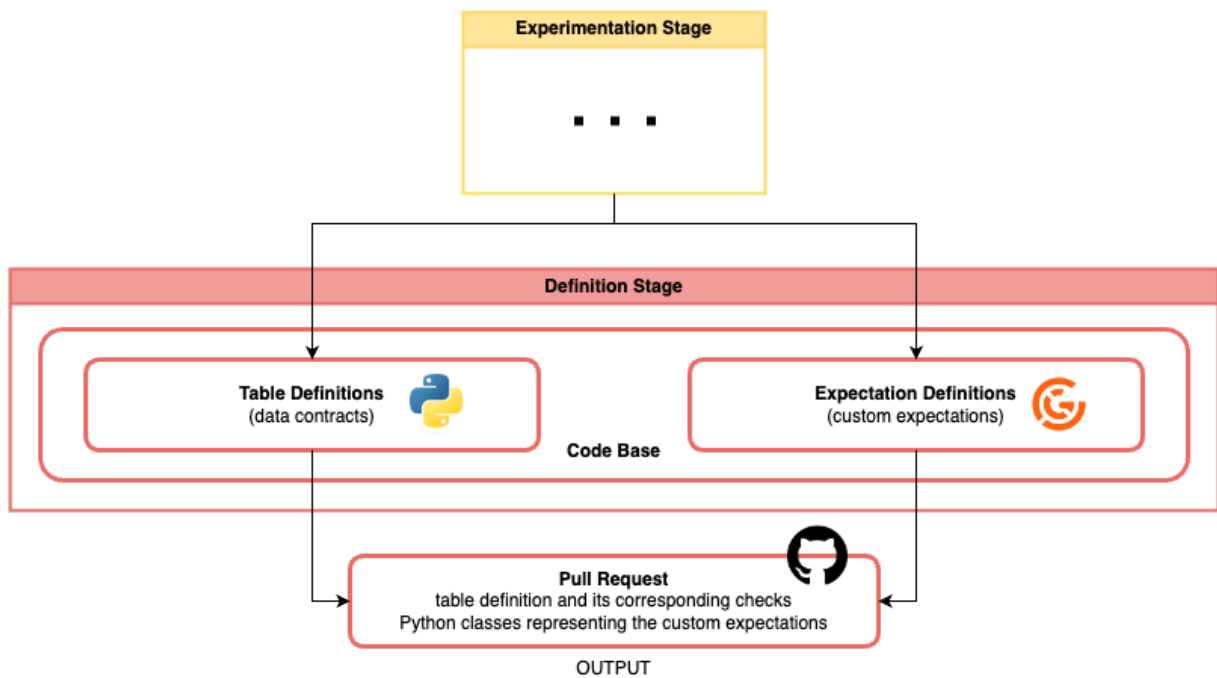 Experimentation Stage
. . .
Definition Stage
Table Definitions
(data contracts)
Expectation Definitions
(custom expectations)
Code Base
Pull Request
table definition and its corresponding checks
Python classes representing the custom expectations
OUTPUT